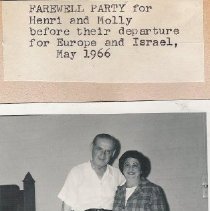 FAREWELL PARTY for
Henri and Molly
before their departure
for Europe and Israel,
May 1966